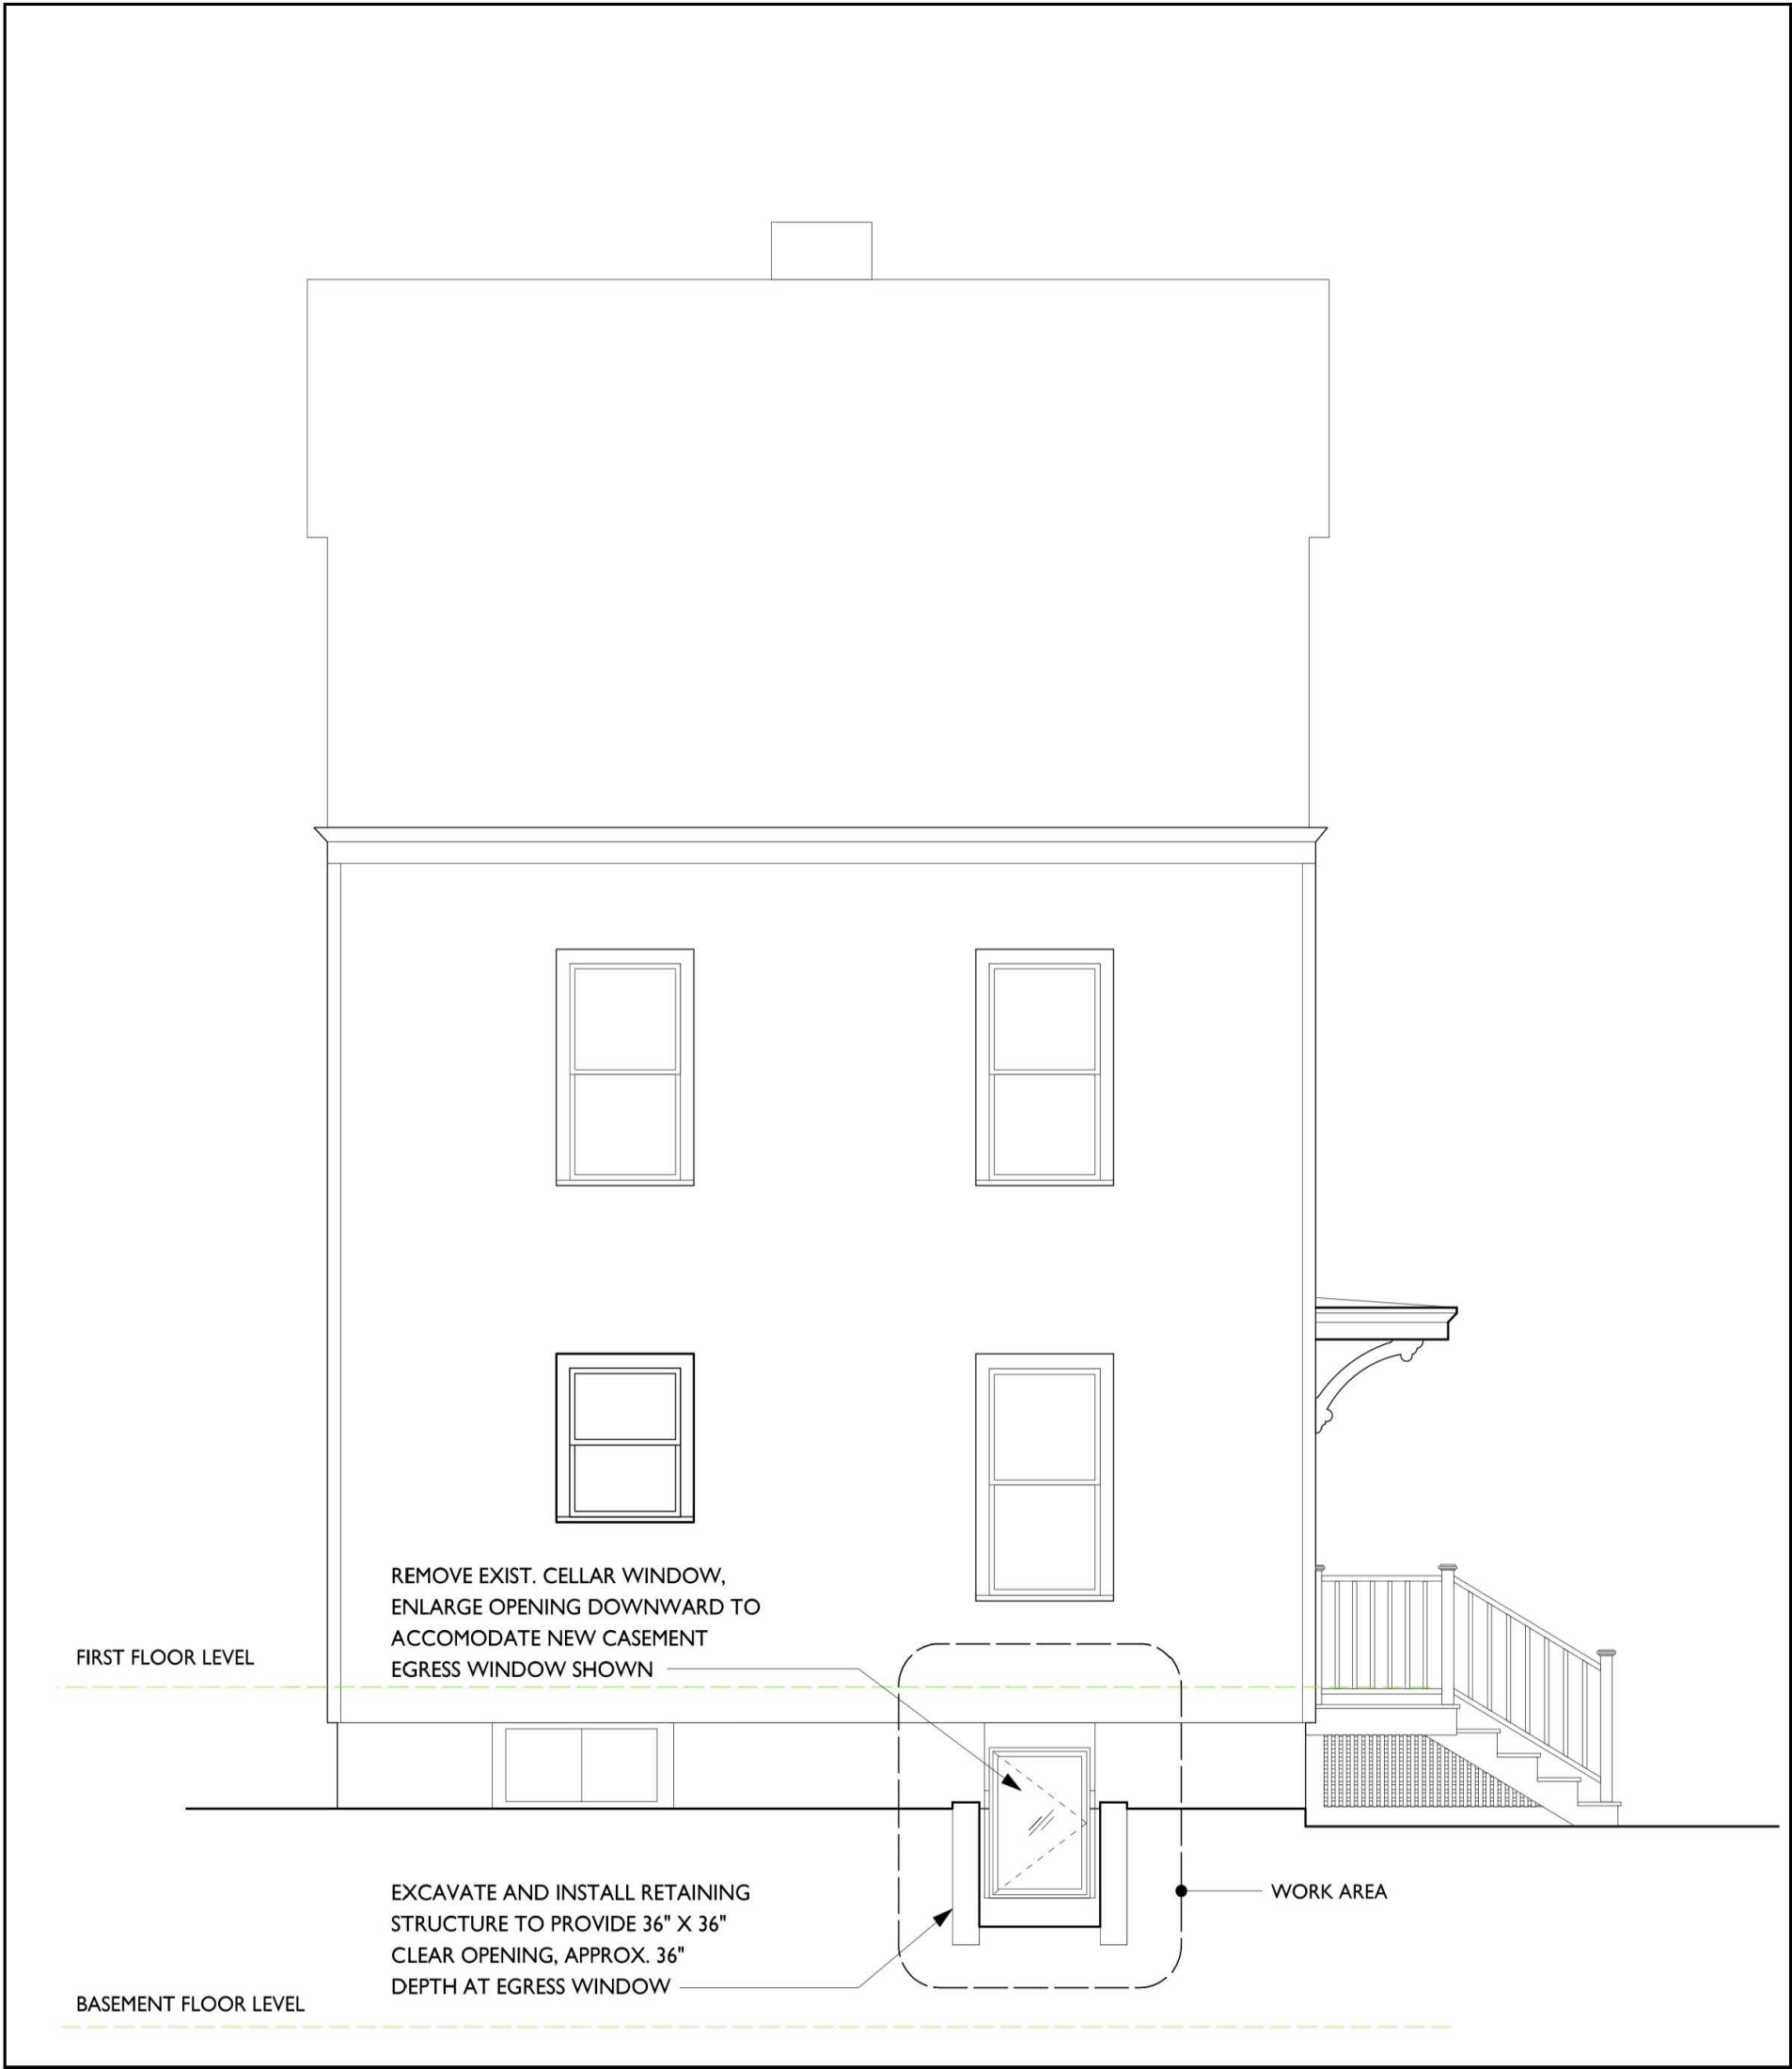 REMOVE EXIST. CELLAR WINDOW,
ENLARGE OPENING DOWNWARD TO
ACCOMODATE NEW CASEMENT
EGRESS WINDOW SHOWN
FIRST FLOOR LEVEL
EXCAVATE AND INSTALL RETAINING
STRUCTURE TO PROVIDE 36" X 36"
CLEAR OPENING, APPROX. 36"
DEPTH AT EGRESS WINDOW
WORK AREA
BASEMENT FLOOR LEVEL